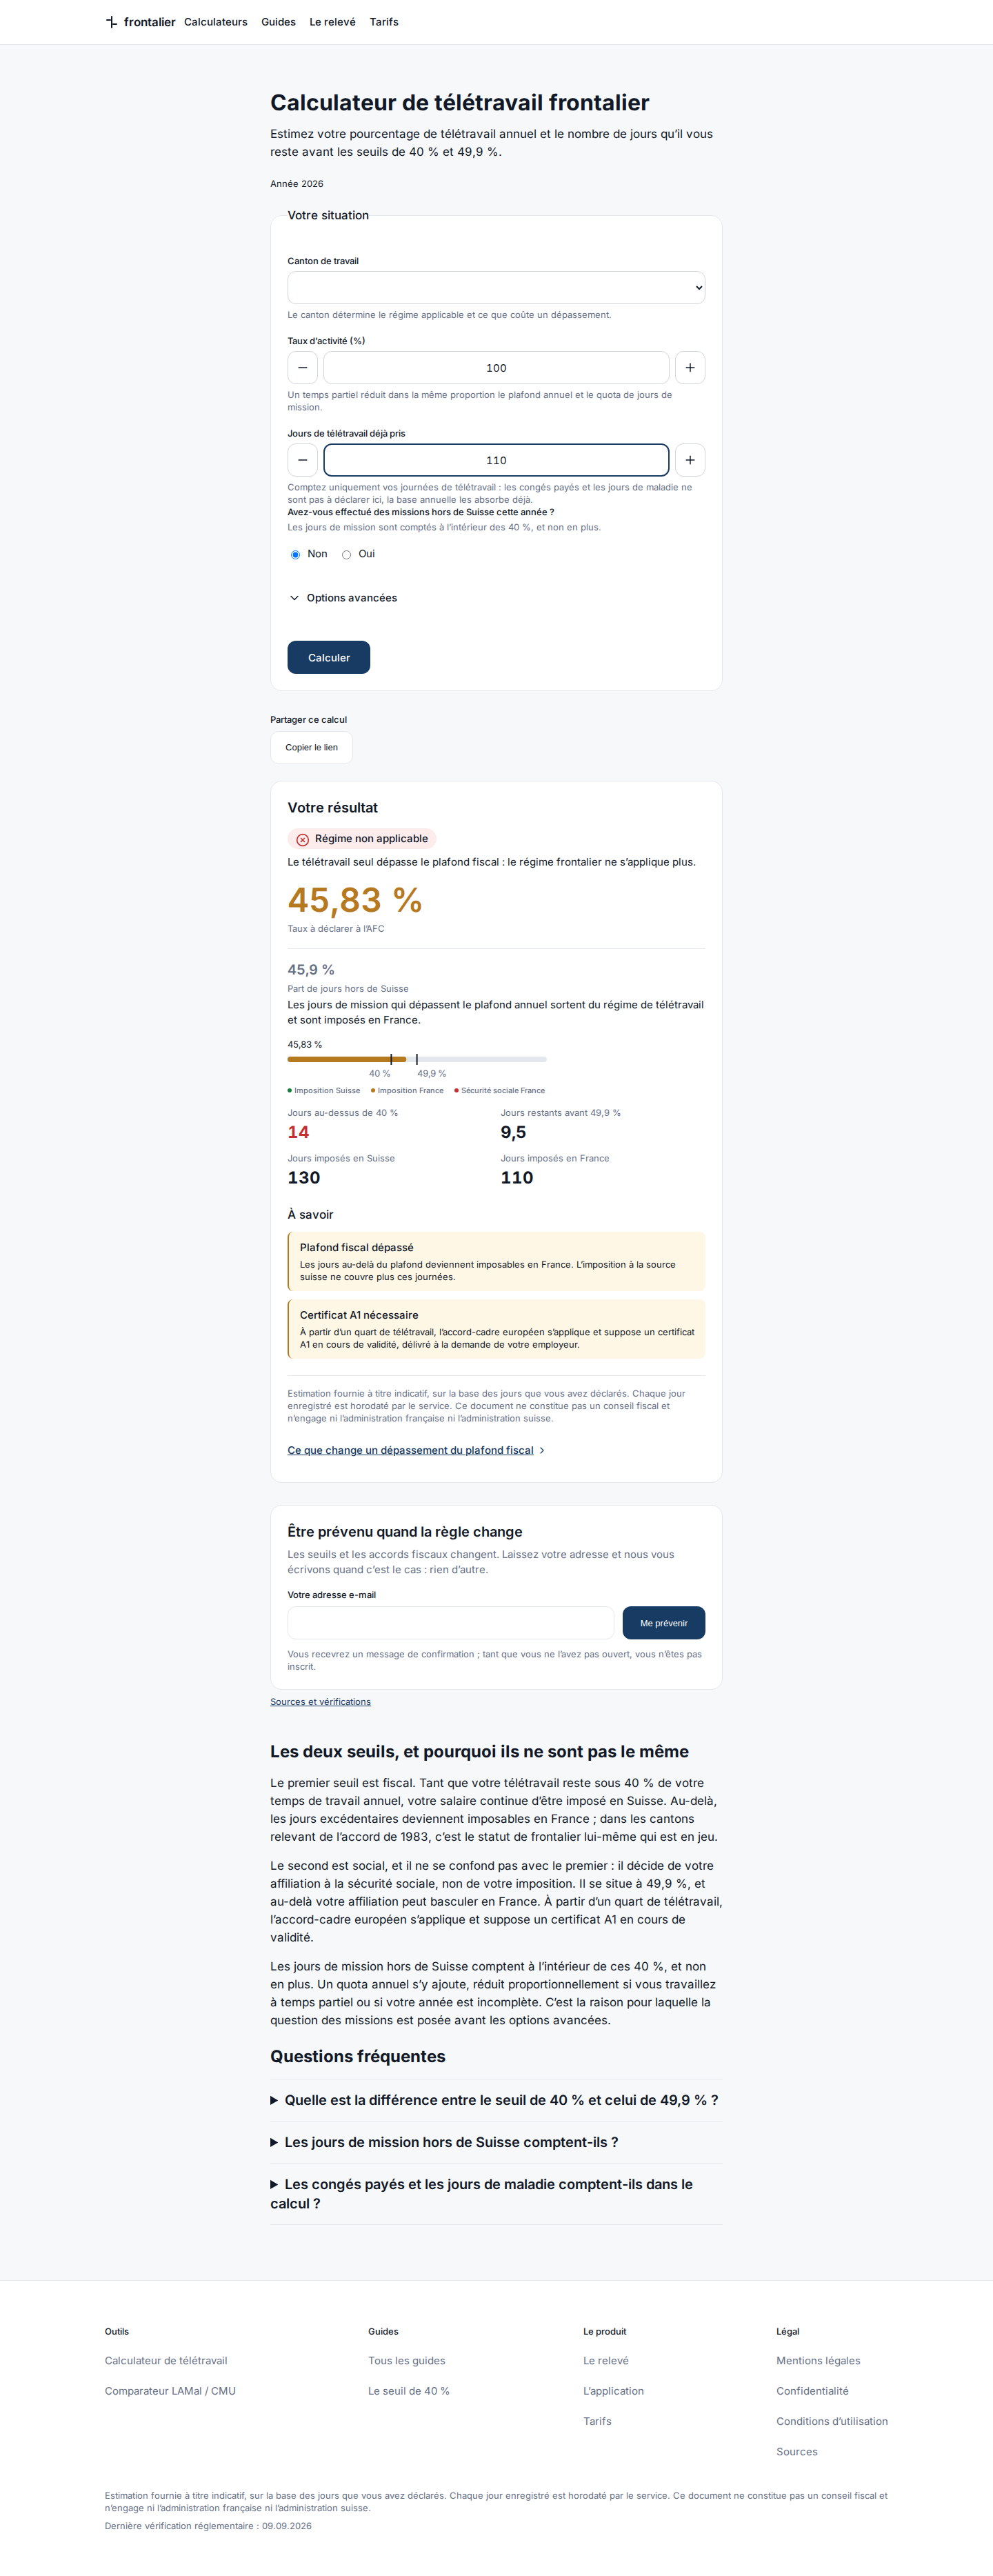 frontalier Calculateurs Guides Le relevé Tarifs
Calculateur de télétravail frontalier
Estimez votre pourcentage de télétravail annuel et le nombre de jours qu’il vous
reste avant les seuils de 40 % et 49,9 %.
Année 2026
Votre situation
Canton de travail
Le canton détermine le régime applicable et ce que coûte un dépassement.
Taux d’activité (%)
100
Un temps partiel réduit dans la même proportion le plafond annuel et le quota de jours de
mission.
Jours de télétravail déjà pris
110
Comptez uniquement vos journées de télétravail : les congés payés et les jours de maladie ne
sont pas à déclarer ici, la base annuelle les absorbe déjà.
Avez-vous effectué des missions hors de Suisse cette année ?
Les jours de mission sont comptés à l’intérieur des 40 %, et non en plus.
Non Oui
Options avancées
Calculer
Partager ce calcul
Copier le lien
Votre résultat
Régime non applicable
Le télétravail seul dépasse le plafond fiscal : le régime frontalier ne s’applique plus.
45,83 %
Taux à déclarer à l’AFC
45,9 %
Part de jours hors de Suisse
Les jours de mission qui dépassent le plafond annuel sortent du régime de télétravail
et sont imposés en France.
45,83 %
40 % 49,9 %
Imposition Suisse Imposition France Sécurité sociale France
Jours au-dessus de 40 % Jours restants avant 49,9 %
14 9,5
Jours imposés en Suisse Jours imposés en France
130 110
À savoir
Plafond fiscal dépassé
Les jours au-delà du plafond deviennent imposables en France. L’imposition à la source
suisse ne couvre plus ces journées.
Certificat A1 nécessaire
À partir d’un quart de télétravail, l’accord-cadre européen s’applique et suppose un certificat
A1 en cours de validité, délivré à la demande de votre employeur.
Estimation fournie à titre indicatif, sur la base des jours que vous avez déclarés. Chaque jour
enregistré est horodaté par le service. Ce document ne constitue pas un conseil fiscal et
n’engage ni l’administration française ni l’administration suisse.
Ce que change un dépassement du plafond fiscal
Être prévenu quand la règle change
Les seuils et les accords fiscaux changent. Laissez votre adresse et nous vous
écrivons quand c’est le cas : rien d’autre.
Votre adresse e-mail
Me prévenir
Vous recevrez un message de confirmation ; tant que vous ne l’avez pas ouvert, vous n’êtes pas
inscrit.
Sources et vérifications
Les deux seuils, et pourquoi ils ne sont pas le même
Le premier seuil est fiscal. Tant que votre télétravail reste sous 40 % de votre
temps de travail annuel, votre salaire continue d’être imposé en Suisse. Au-delà,
les jours excédentaires deviennent imposables en France ; dans les cantons
relevant de l’accord de 1983, c’est le statut de frontalier lui-même qui est en jeu.
Le second est social, et il ne se confond pas avec le premier : il décide de votre
affiliation à la sécurité sociale, non de votre imposition. Il se situe à 49,9 %, et
au-delà votre affiliation peut basculer en France. À partir d’un quart de télétravail,
l’accord-cadre européen s’applique et suppose un certificat A1 en cours de
validité.
Les jours de mission hors de Suisse comptent à l’intérieur de ces 40 %, et non
en plus. Un quota annuel s’y ajoute, réduit proportionnellement si vous travaillez
à temps partiel ou si votre année est incomplète. C’est la raison pour laquelle la
question des missions est posée avant les options avancées.
Questions fréquentes
Quelle est la différence entre le seuil de 40 % et celui de 49,9 % ?
Les jours de mission hors de Suisse comptent-ils ?
Les congés payés et les jours de maladie comptent-ils dans le
calcul ?
Outils Guides Le produit Légal
Calculateur de télétravail Tous les guides Le relevé Mentions légales
Comparateur LAMal / CMU Le seuil de 40 % L’application Confidentialité
Tarifs Conditions d’utilisation
Sources
Estimation fournie à titre indicatif, sur la base des jours que vous avez déclarés. Chaque jour enregistré est horodaté par le service. Ce document ne constitue pas un conseil fiscal et
n’engage ni l’administration française ni l’administration suisse.
Dernière vérification réglementaire : 09.09.2026